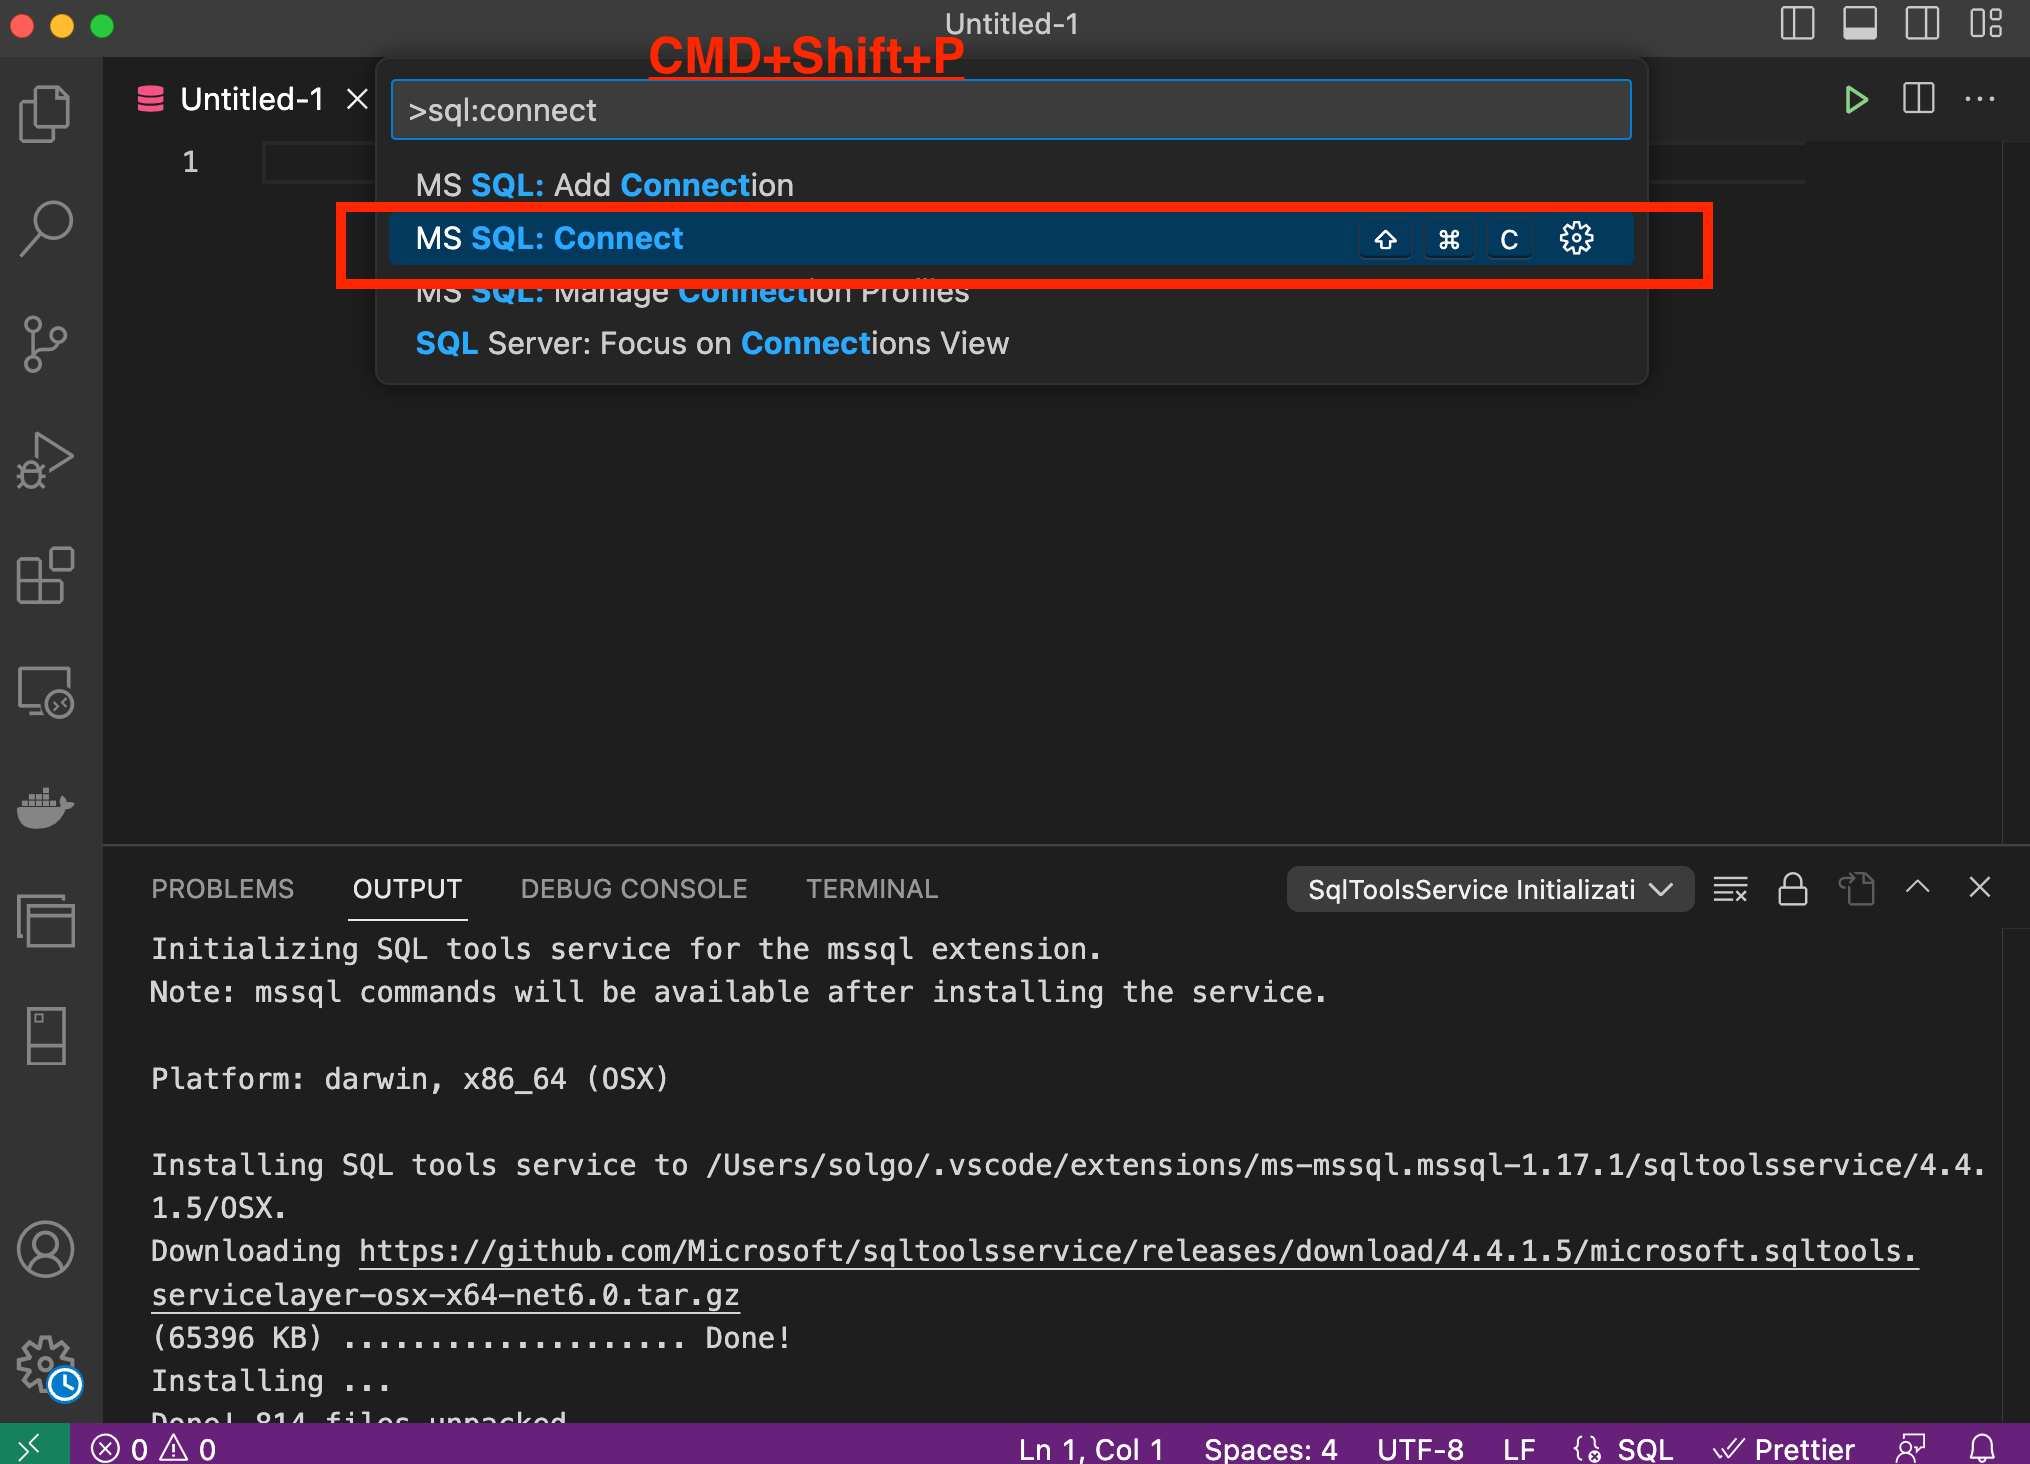 Untitled-1
CMD+Shift+P
Untitled-1
>sql:connect
1
MS SQL: Add Connection
MS SQL: Connect ⇧ ⌘ C
MS SQL: Manage Connection Profiles
SQL Server: Focus on Connections View
PROBLEMS OUTPUT DEBUG CONSOLE TERMINAL SqlToolsService Initializati
Initializing SQL tools service for the mssql extension.
Note: mssql commands will be available after installing the service.
Platform: darwin, x86_64 (OSX)
Installing SQL tools service to /Users/solgo/.vscode/extensions/ms-mssql.mssql-1.17.1/sqltoolsservice/4.4.
1.5/OSX.
Downloading https://github.com/Microsoft/sqltoolsservice/releases/download/4.4.1.5/microsoft.sqltools.
servicelayer-osx-x64-net6.0.tar.gz
(65396 KB) .................... Done!
Installing ...
Done! 814 files unpacked
0 0 Ln 1, Col 1 Spaces: 4 UTF-8 LF SQL Prettier